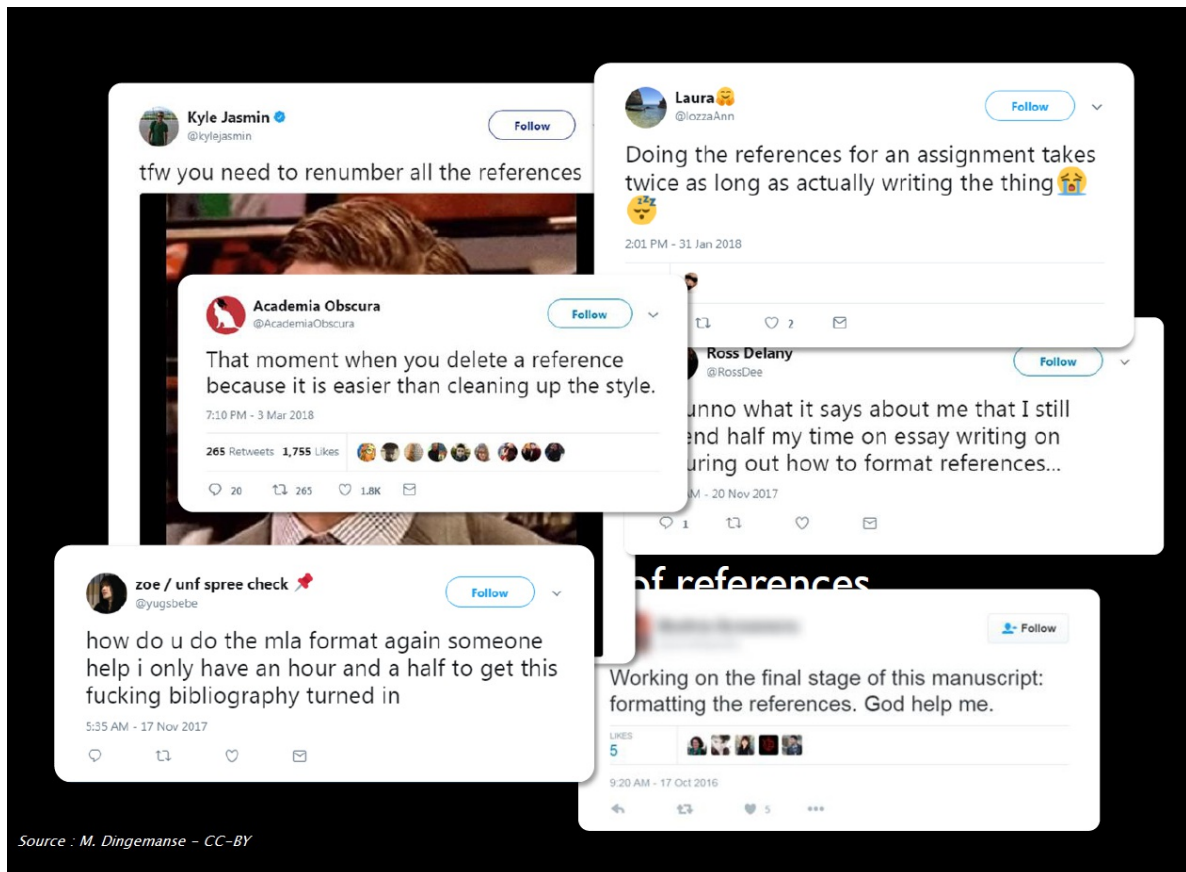 Kyle Jasmin
@kylejasmin
Follow
tfw you need to renumber all the references
Laura
@lozzaAnn
Follow
Doing the references for an assignment takes
twice as long as actually writing the thing
2:01 PM - 31 Jan 2018
2
Academia Obscura
@AcademiaObscura
Follow
That moment when you delete a reference
because it is easier than cleaning up the style.
7:10 PM - 3 Mar 2018
265 Retweets 1,755 Likes
20 265 1.8K
Ross Delany
@RossDee
Follow
what it says about me that I still
half my time on essay writing on
out how to format references...
- 20 Nov 2017
1
of references
zoe / unf spree check
@yugsbebe
Follow
how do u do the mla format again someone
help i only have an hour and a half to get this
fucking bibliography turned in
5:35 AM - 17 Nov 2017
Follow
Working on the final stage of this manuscript:
formatting the references. God help me.
LIKES
5
9:20 AM - 17 Oct 2016
5
Source : M. Dingemanse - CC-BY